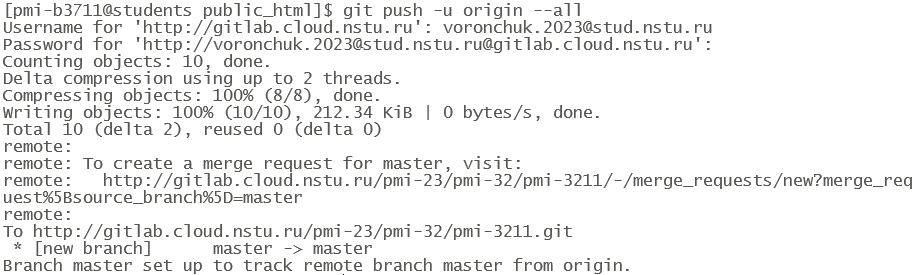 [pmi-b3711@students public_html]$ git push -u origin --all
Username for 'http://gitlab.cloud.nstu.ru': voronchuk.2023@stud.nstu.ru
Password for 'http://voronchuk.2023@stud.nstu.ru@gitlab.cloud.nstu.ru':
Counting objects: 10, done.
Delta compression using up to 2 threads.
Compressing objects: 100% (8/8), done.
Writing objects: 100% (10/10), 212.34 KiB | 0 bytes/s, done.
Total 10 (delta 2), reused 0 (delta 0)
remote:
remote: To create a merge request for master, visit:
remote:   http://gitlab.cloud.nstu.ru/pmi-23/pmi-32/pmi-3211/-/merge_requests/new?merge_req
uest%5Bsource_branch%5D=master
remote:
To http://gitlab.cloud.nstu.ru/pmi-23/pmi-32/pmi-3211.git
 * [new branch]      master -> master
Branch master set up to track remote branch master from origin.